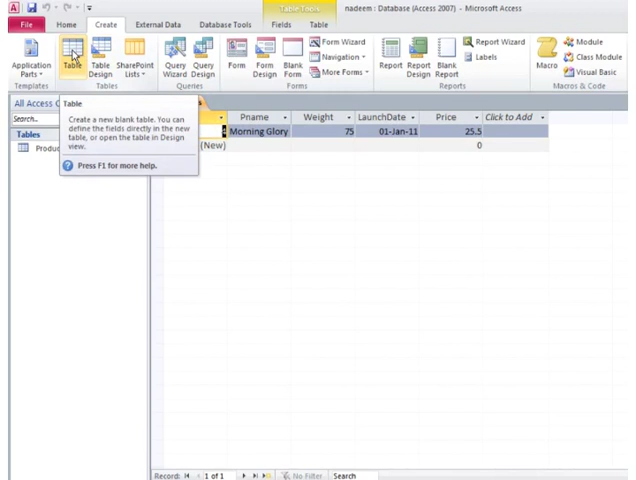 Table Tools nadeem : Database (Access 2007) - Microsoft Access
File Home Create External Data Database Tools Fields Table
Application Parts Table Table Design SharePoint Lists Query Wizard Query Design Form Form Design Blank Form Form Wizard Navigation More Forms Report Report Design Blank Report Report Wizard Labels Macro Module Class Module Visual Basic
Templates Tables Queries Forms Reports Macros & Code
All Access
Search...
Tables
Table
Create a new blank table. You can
define the fields directly in the new
table, or open the table in Design
view.
Press F1 for more help.
Pname Weight LaunchDate Price Click to Add
Morning Glory 75 01-Jan-11 25.5
(New) 0
Record: 1 of 1 No Filter Search